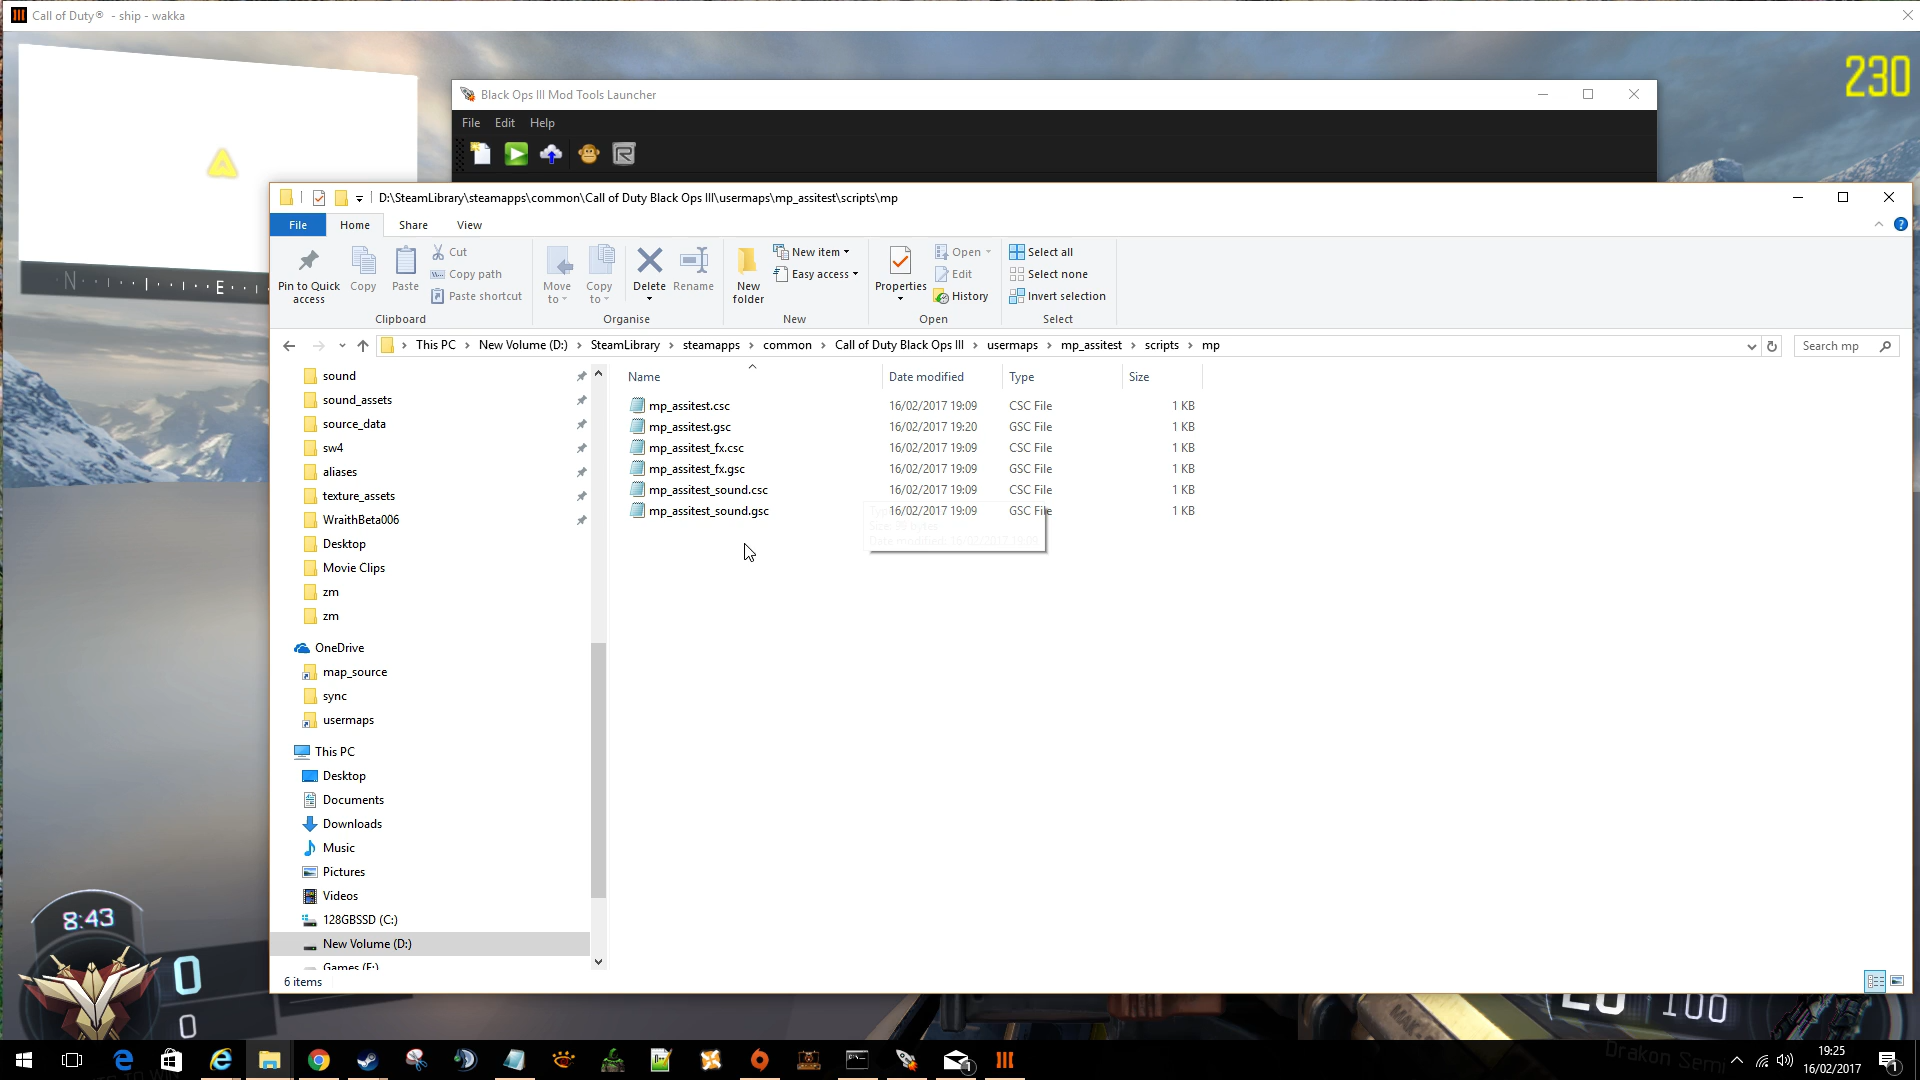 Call of Duty® - ship - wakka
230
Black Ops III Mod Tools Launcher
File Edit Help
D:\SteamLibrary\steamapps\common\Call of Duty Black Ops III\usermaps\mp_assitest\scripts\mp
File Home Share View
Pin to Quick access
Copy
Paste
Cut
Copy path
Paste shortcut
Clipboard
Move to
Copy to
Delete
Rename
Organise
New folder
New item
Easy access
New
Properties
Open
Edit
History
Open
Select all
Select none
Invert selection
Select
N I E
This PC New Volume (D:) SteamLibrary steamapps common Call of Duty Black Ops III usermaps mp_assitest scripts mp
Search mp
sound
sound_assets
source_data
sw4
aliases
texture_assets
WraithBeta006
Desktop
Movie Clips
zm
zm
OneDrive
map_source
sync
usermaps
This PC
Desktop
Documents
Downloads
Music
Pictures
Videos
128GBSSD (C:)
New Volume (D:)
Games (F:)
Name Date modified Type Size
mp_assitest.csc 16/02/2017 19:09 CSC File 1 KB
mp_assitest.gsc 16/02/2017 19:20 GSC File 1 KB
mp_assitest_fx.csc 16/02/2017 19:09 CSC File 1 KB
mp_assitest_fx.gsc 16/02/2017 19:09 GSC File 1 KB
mp_assitest_sound.csc 16/02/2017 19:09 CSC File 1 KB
mp_assitest_sound.gsc 16/02/2017 19:09 GSC File 1 KB
6 items
8:43
0
0
100
19:25
16/02/2017
1
1